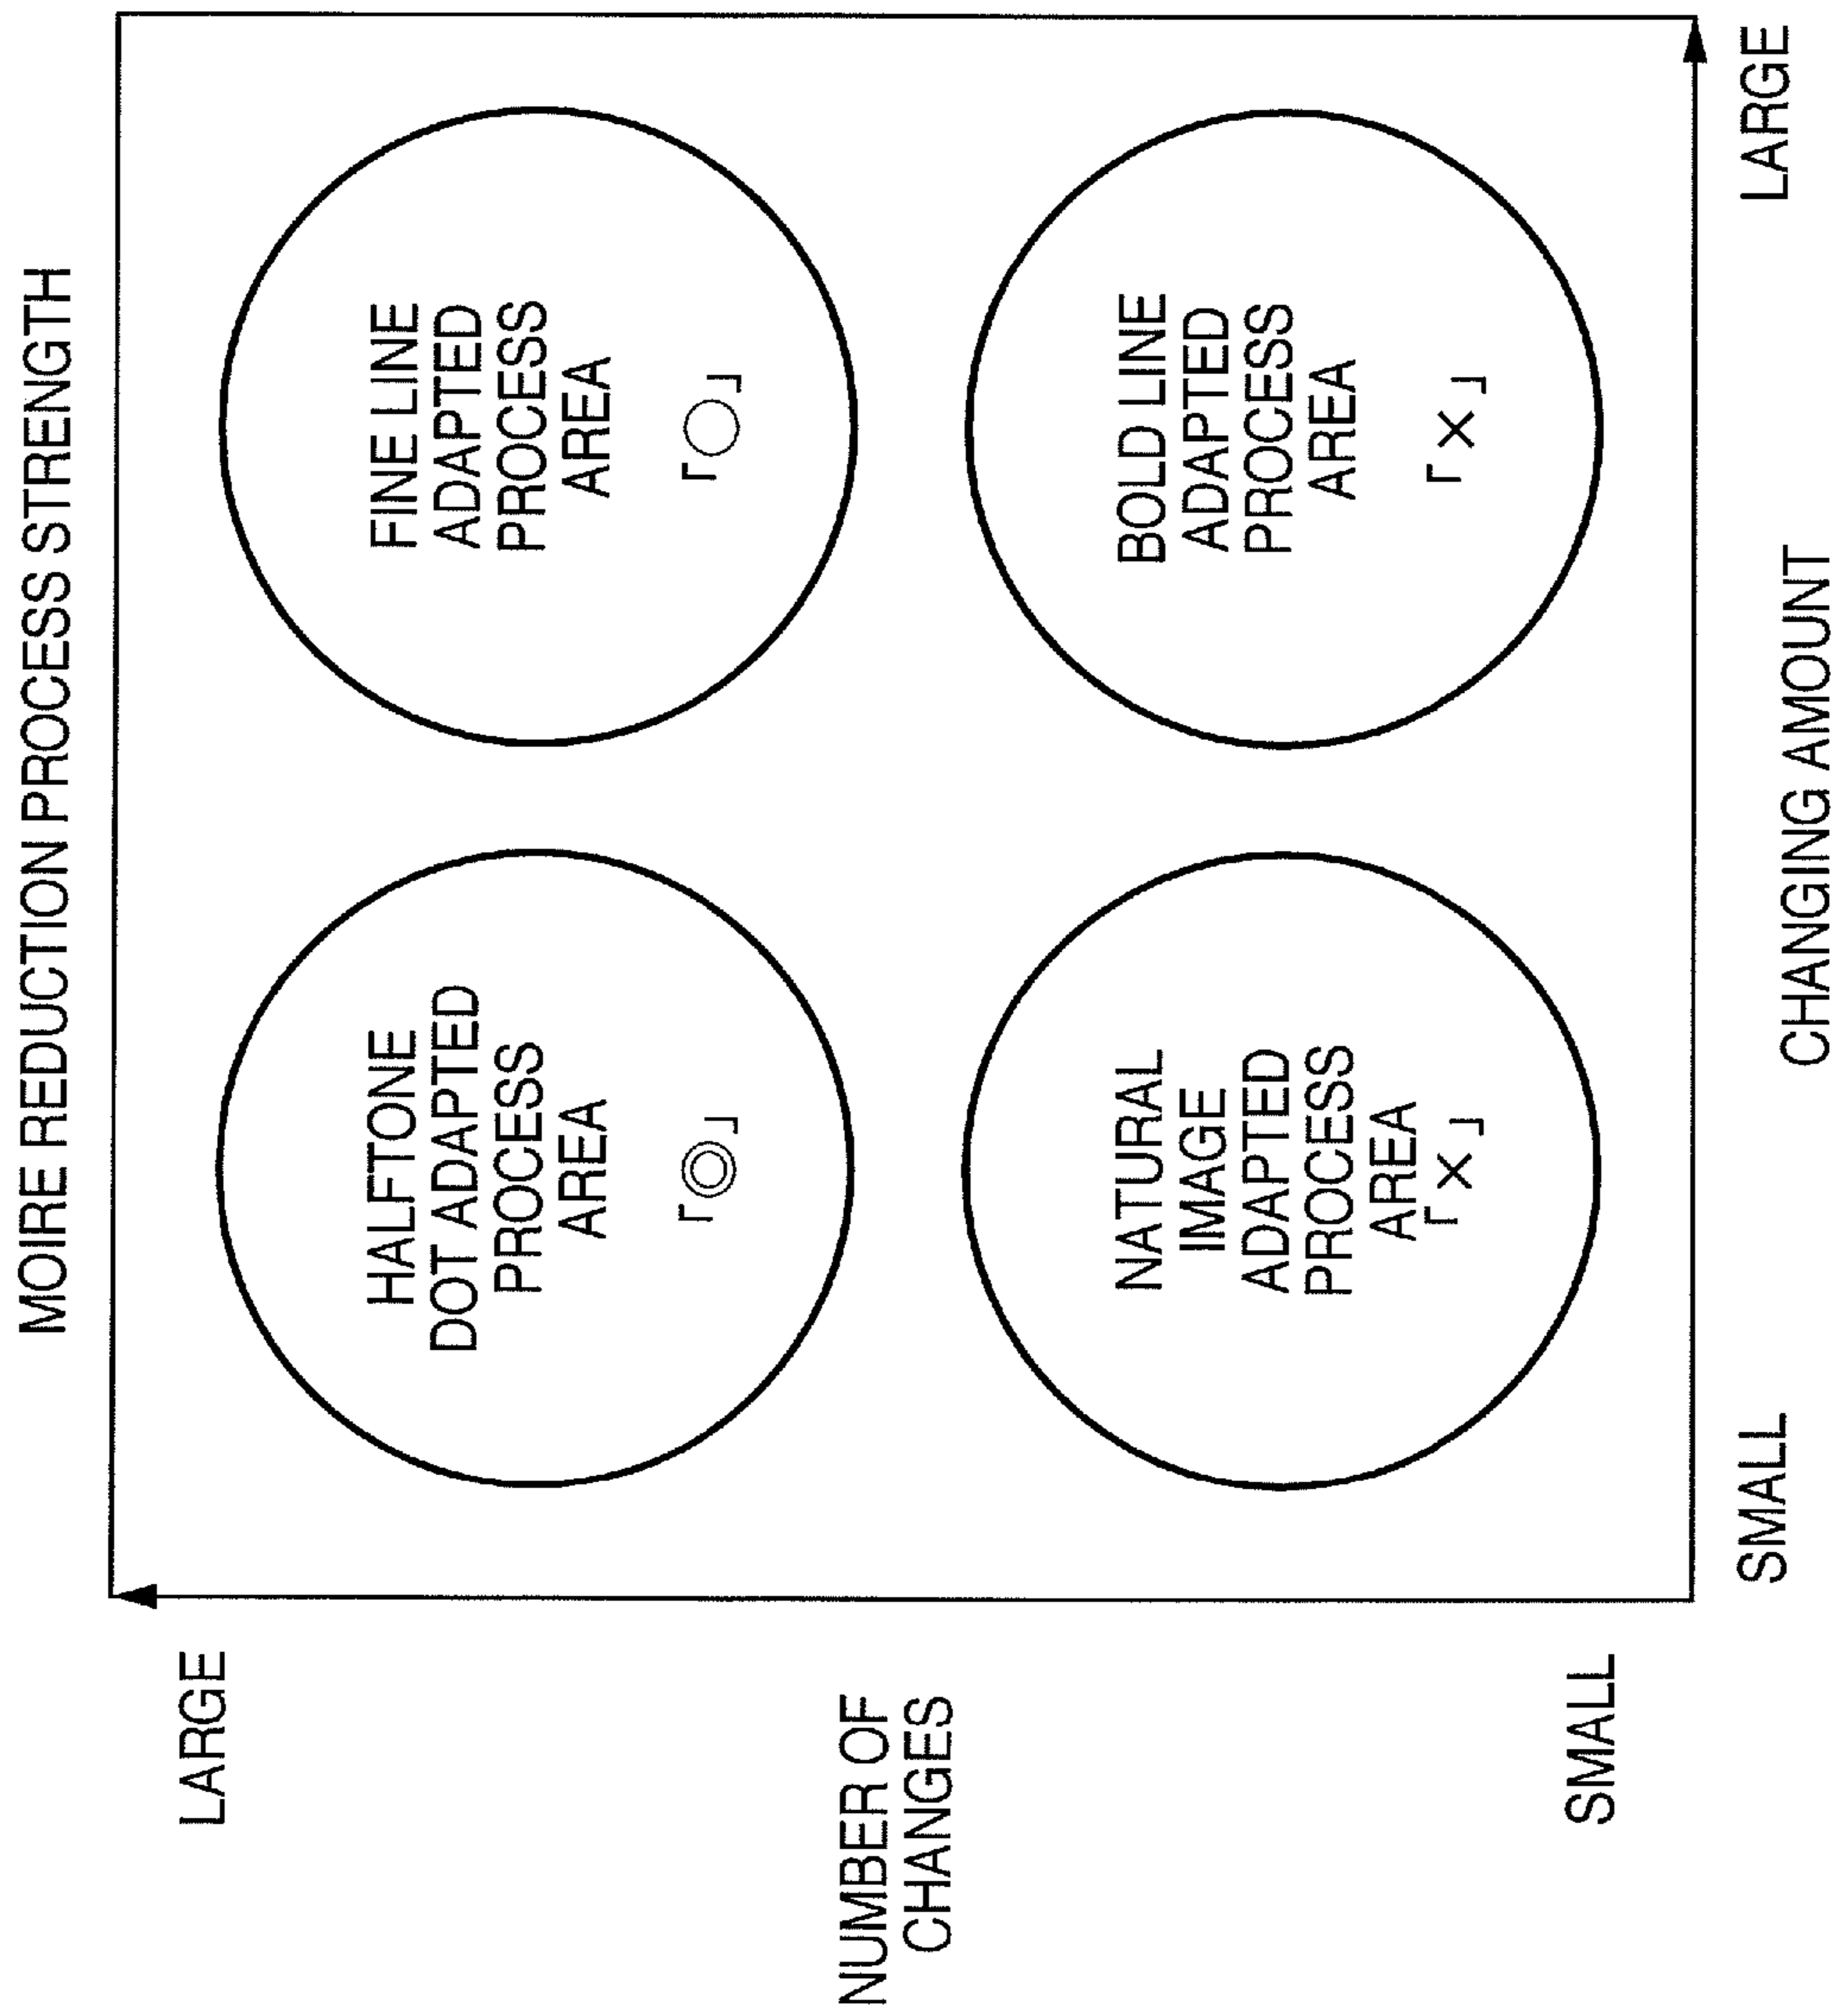 MOIRE REDUCTION PROCESS STRENGTH
LARGE
NUMBER OF
CHANGES
SMALL
HALFTONE
DOT ADAPTED
PROCESS
AREA
「◎」
FINE LINE
ADAPTED
PROCESS
AREA
「○」
NATURAL
IMAGE
ADAPTED
PROCESS
AREA
「×」
BOLD LINE
ADAPTED
PROCESS
AREA
「×」
SMALL
CHANGING AMOUNT
LARGE